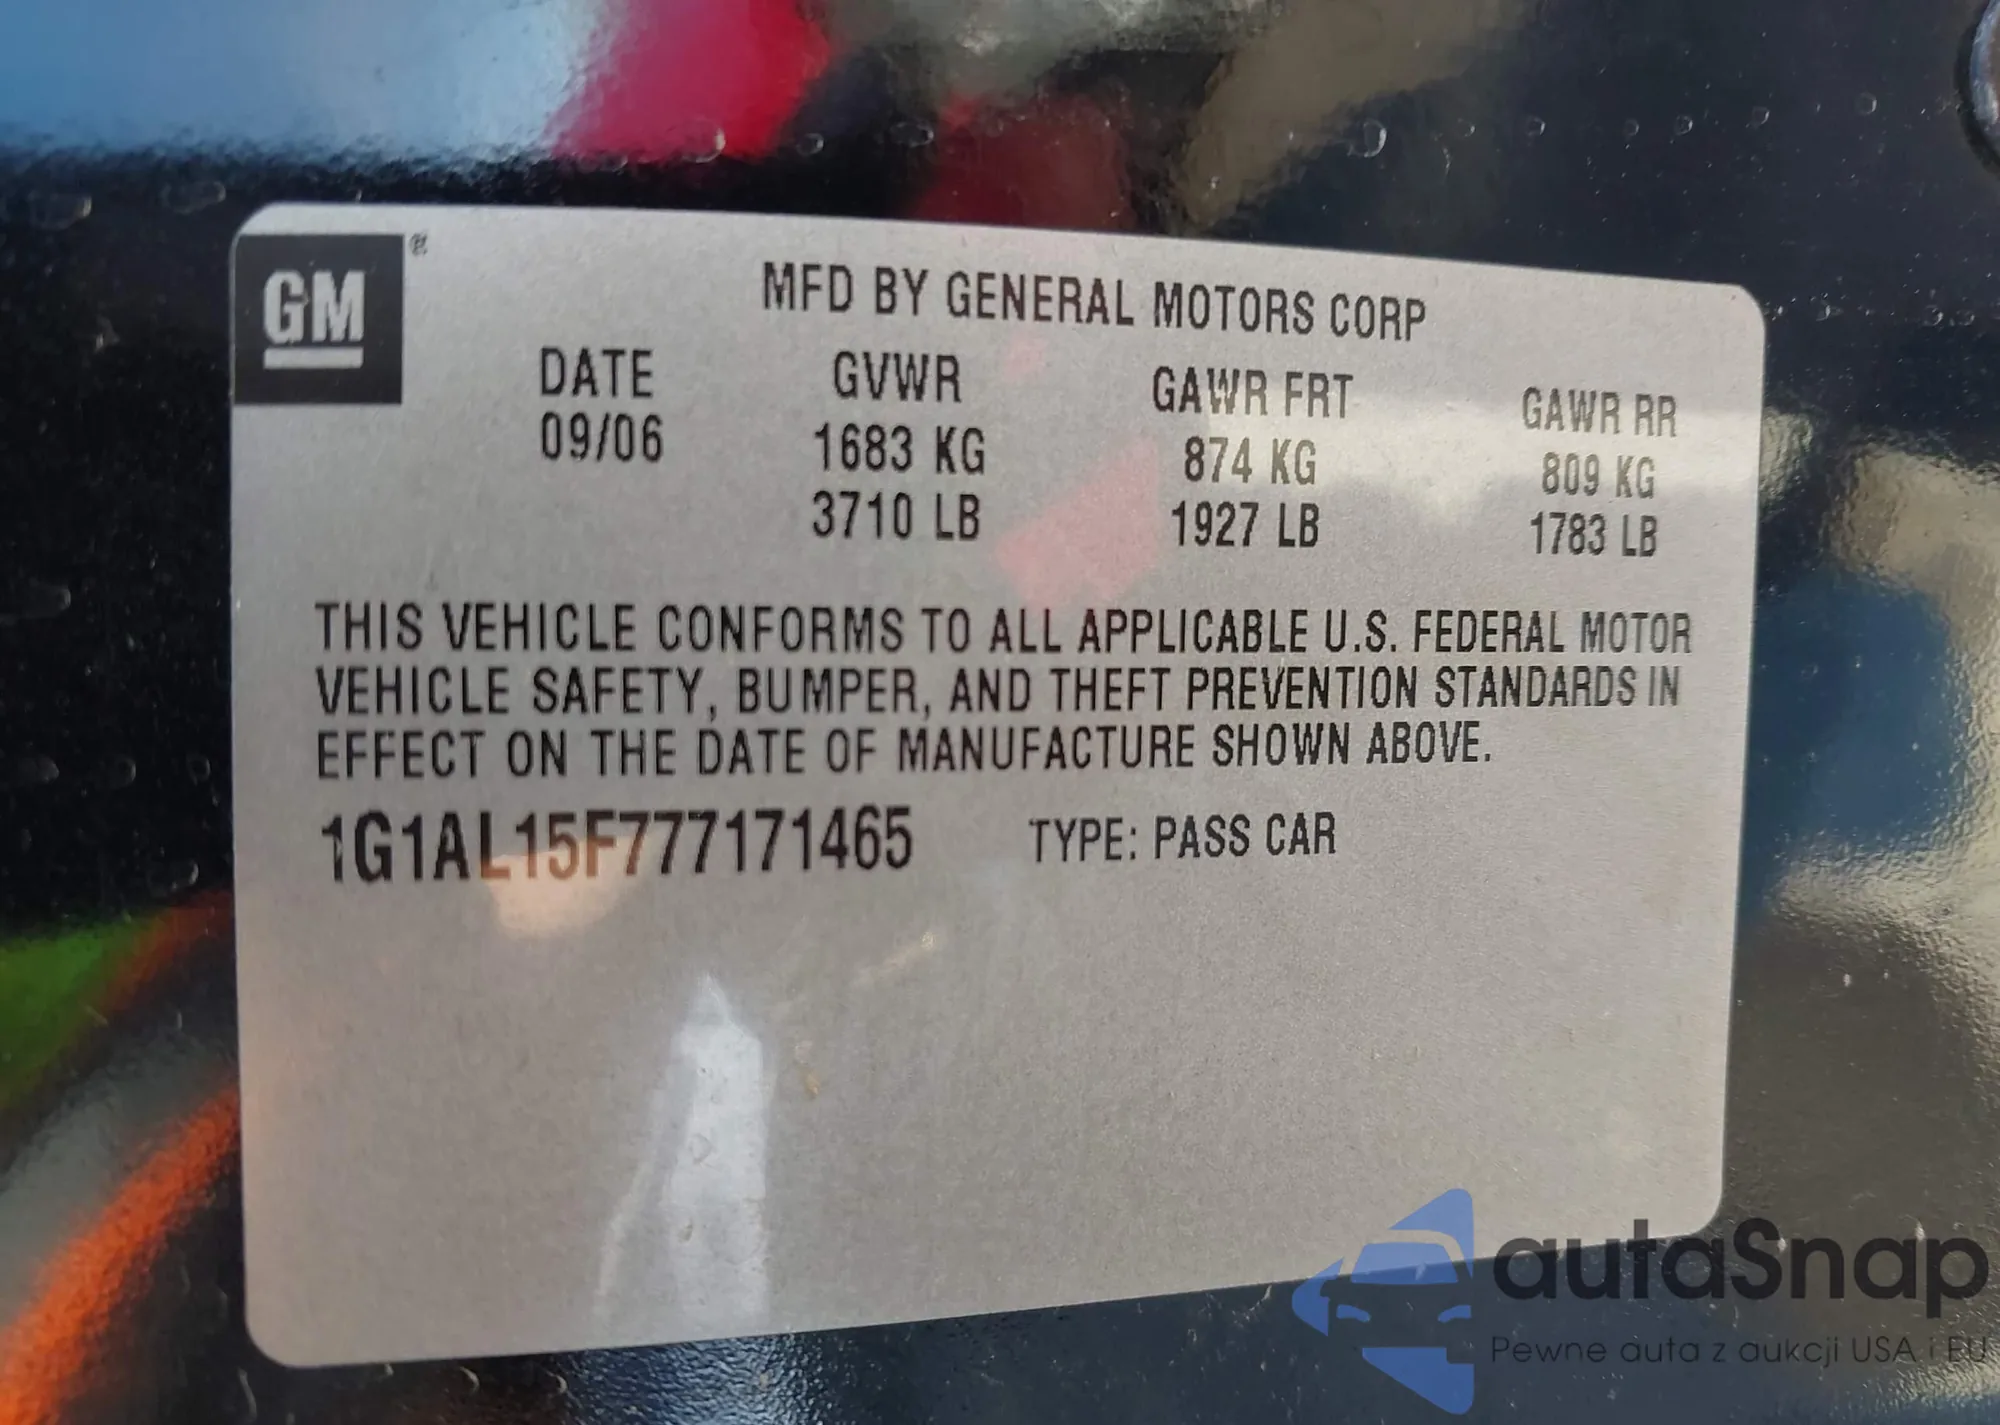 GM ®
MFD BY GENERAL MOTORS CORP
DATE GVWR GAWR FRT GAWR RR
09/06 1683 KG 874 KG 809 KG
3710 LB 1927 LB 1783 LB
THIS VEHICLE CONFORMS TO ALL APPLICABLE U.S. FEDERAL MOTOR
VEHICLE SAFETY, BUMPER, AND THEFT PREVENTION STANDARDS IN
EFFECT ON THE DATE OF MANUFACTURE SHOWN ABOVE.
1G1AL15F777171465 TYPE: PASS CAR
autaSnap
Pewne auta z aukcji USA i EU